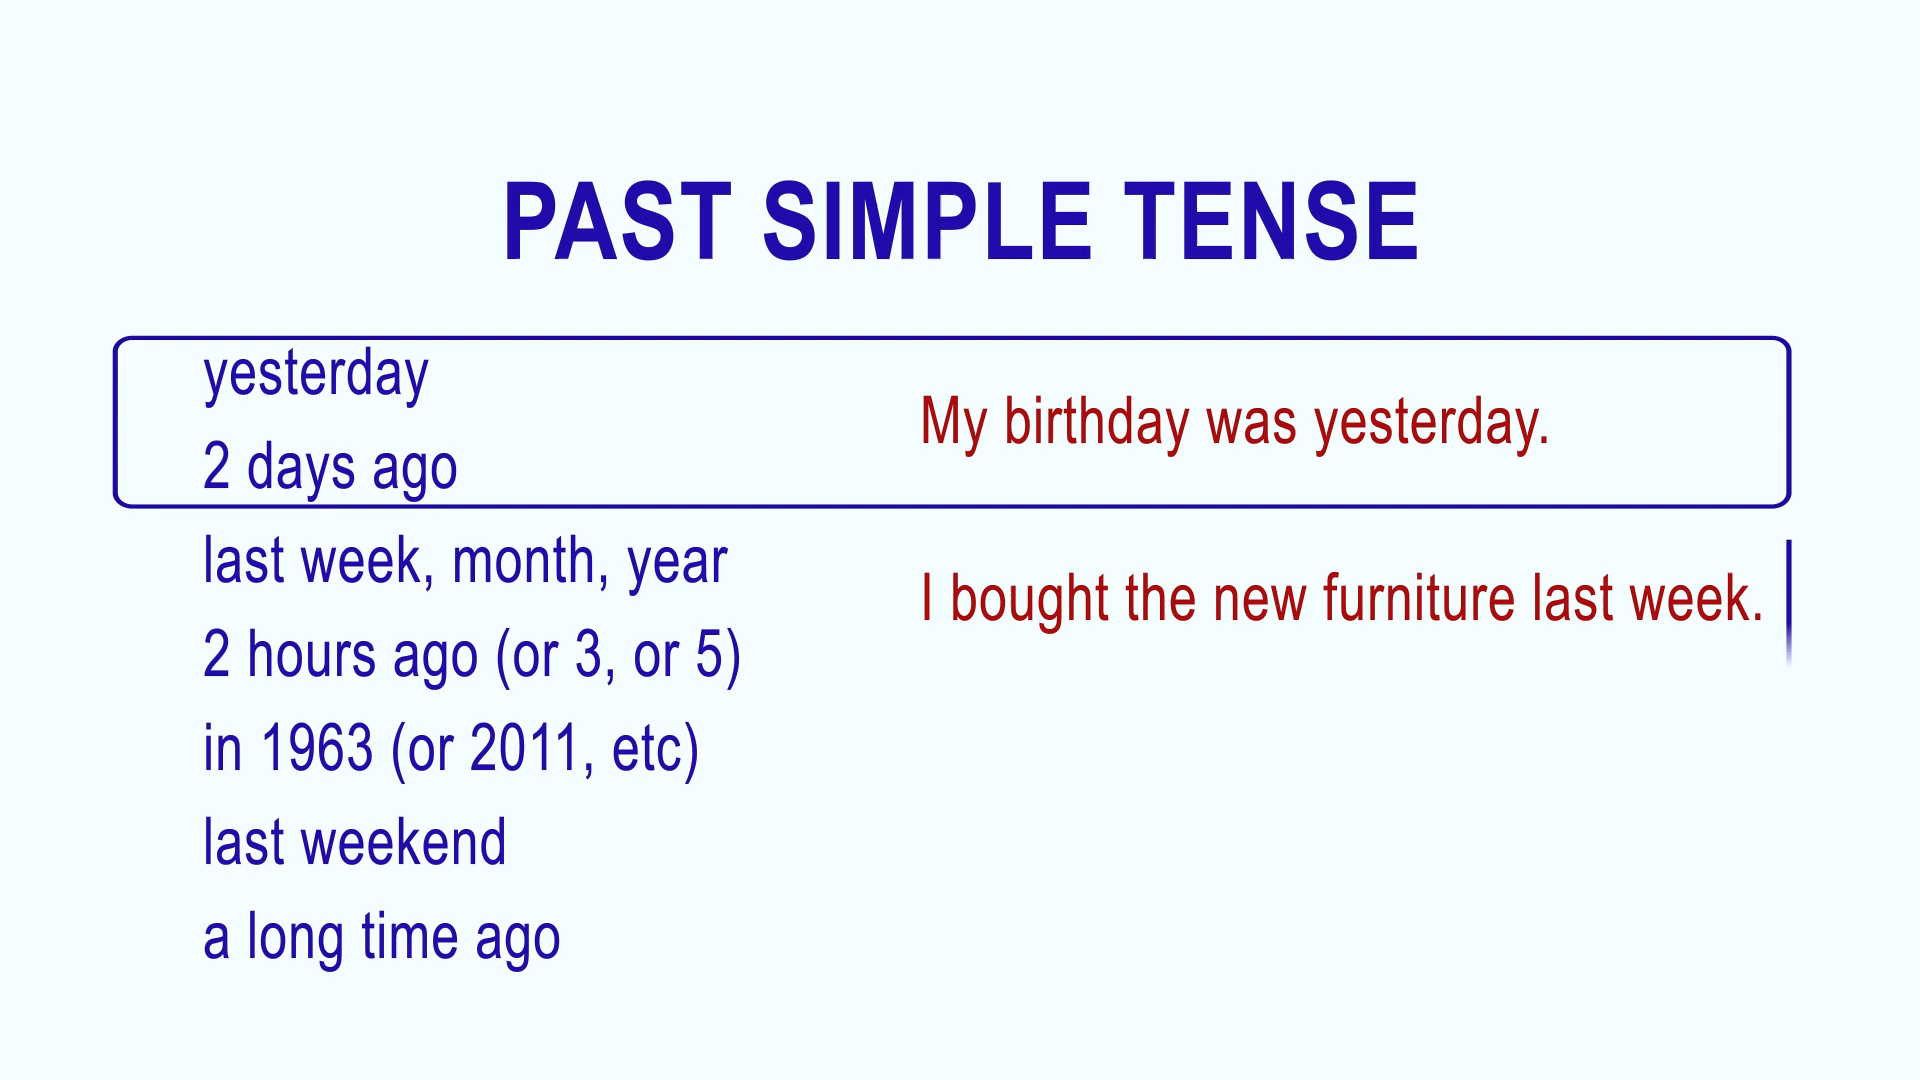 PAST SIMPLE TENSE
yesterday
2 days ago
My birthday was yesterday.
last week, month, year
2 hours ago (or 3, or 5)
I bought the new furniture last week.
in 1963 (or 2011, etc)
last weekend
a long time ago